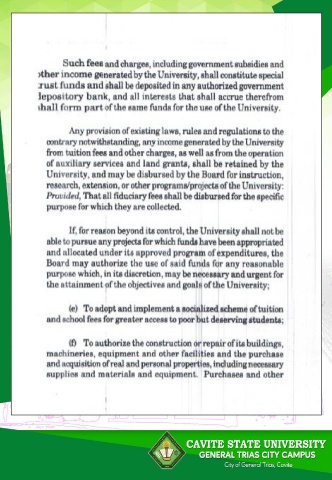 Such fees and charges, including government subsidies and
other income generated by the University, shall constitute special
trust funds and shall be deposited in any authorized government
depository bank, and all interests that shall accrue therefrom
shall form part of the same funds for the use of the University.
Any provision of existing laws, rules and regulations to the
contrary notwithstanding, any income generated by the University
from tuition fees and other charges, as well as from the operation
of auxiliary services and land grants, shall be retained by the
University, and may be disbursed by the Board for instruction,
research, extension, or other programs/projects of the University:
Provided, That all fiduciary fees shall be disbursed for the specific
purpose for which they are collected.
If, for reason beyond its control, the University shall not be
able to pursue any projects for which funds have been appropriated
and allocated under its approved program of expenditures, the
Board may authorize the use of said funds for any reasonable
purpose which, in its discretion, may be necessary and urgent for
the attainment of the objectives and goals of the University;
(e) To adopt and implement a socialized scheme of tuition
and school fees for greater access to poor but deserving students;
(f) To authorize the construction or repair of its buildings,
machineries, equipment and other facilities and the purchase
and acquisition of real and personal properties, including necessary
supplies and materials and equipment. Purchases and other
CAVITE STATE UNIVERSITY
GENERAL TRIAS CITY CAMPUS
City of General Trias, Cavite